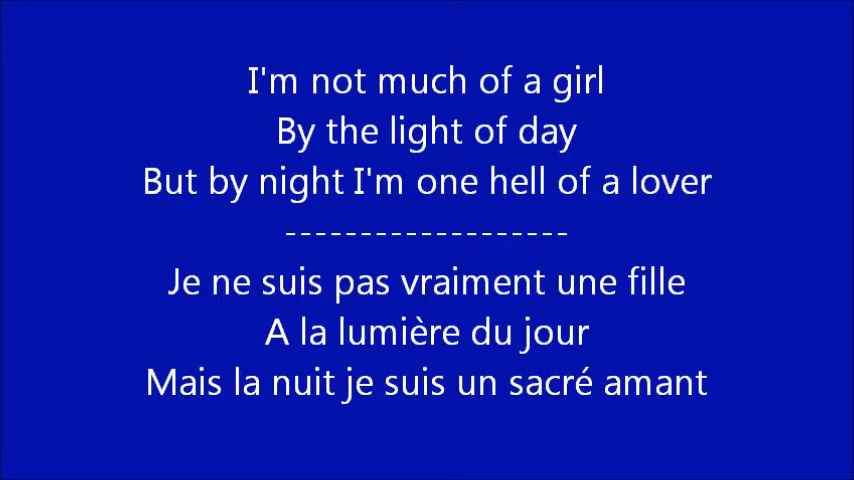 I'm not much of a girl
By the light of day
But by night I'm one hell of a lover
-------------------
Je ne suis pas vraiment une fille
A la lumière du jour
Mais la nuit je suis un sacré amant